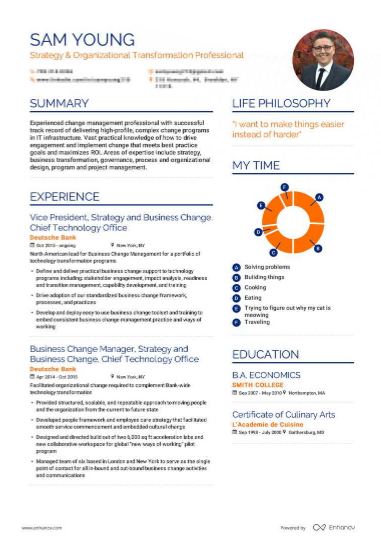 SAM YOUNG
Strategy & Organizational Transformation Professional
SUMMARY
Experienced change management professional with successful
track record of delivering high-profile, complex change programs
in IT infrastructure. Vast practical knowledge of how to drive
engagement and implement change that meets best practice
goals and maximizes ROI. Areas of expertise include strategy,
business transformation, governance, process and organizational
design, program and project management.
EXPERIENCE
Vice President, Strategy and Business Change.
Chief Technology Office
Deutsche Bank
Oct 2015 - ongoing New York, NY
North American lead for Business Change Management for a portfolio of
technology transformation programs.
• Define and deliver practical business change support to technology
programs including: stakeholder engagement, impact analysis, readiness
and transition management, capability development, and training
• Drive adoption of our standardized business change framework,
processes, and practices
• Develop and deploy easy to use business change toolset and training to
embed consistent business change management practice and ways of
working
Business Change Manager, Strategy and
Business Change, Chief Technology Office
Deutsche Bank
Apr 2014 - Oct 2015 New York, NY
Facilitated organizational change required to complement Bank-wide
technology transformation
• Provided structured, scalable, and repeatable approach to moving people
and the organization from the current to future state
• Developed people framework and employee care strategy that facilitated
smooth service commencement and embedded cultural change
• Designed and directed build out of two 6,000 sq ft acceleration labs and
new collaborative workspace for global "new ways of working" pilot
program
• Managed team of six based in London and New York to serve as the single
point of contact for all in-bound and out-bound business change activities
and communications
LIFE PHILOSOPHY
"I want to make things easier
instead of harder"
MY TIME
F
A
E
D
B
C
A Solving problems
B Building things
C Cooking
D Eating
E Trying to figure out why my cat is
meowing
F Traveling
EDUCATION
B.A. ECONOMICS
SMITH COLLEGE
Sep 2007 - May 2010 Northampton, MA
Certificate of Culinary Arts
L'Academie de Cuisine
Sep 1998 - July 2000 Gaithersburg, MD
www.enhancv.com
Powered by Enhancv